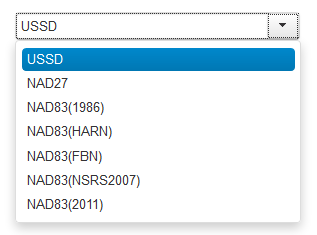 USSD
USSD
NAD27
NAD83(1986)
NAD83(HARN)
NAD83(FBN)
NAD83(NSRS2007)
NAD83(2011)